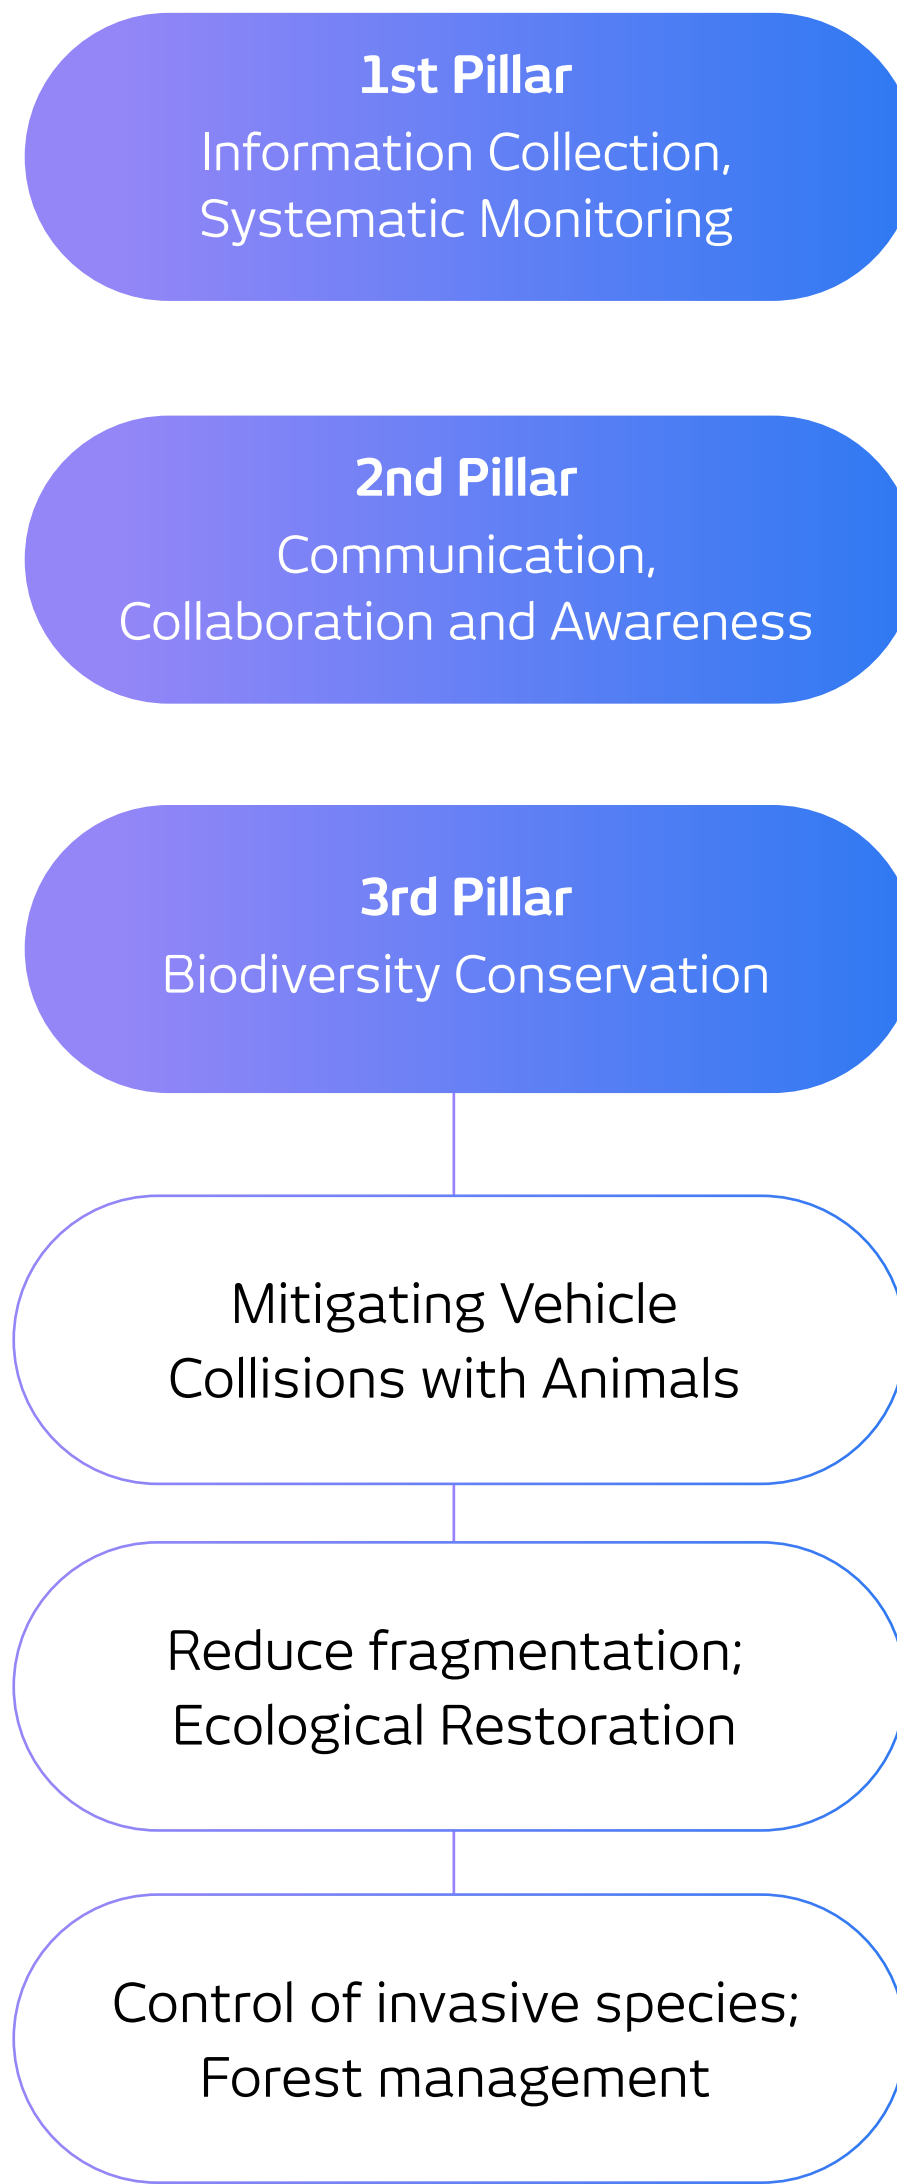 1st Pillar
Information Collection,
Systematic Monitoring
2nd Pillar
Communication,
Collaboration and Awareness
3rd Pillar
Biodiversity Conservation
Mitigating Vehicle
Collisions with Animals
Reduce fragmentation;
Ecological Restoration
Control of invasive species;
Forest management